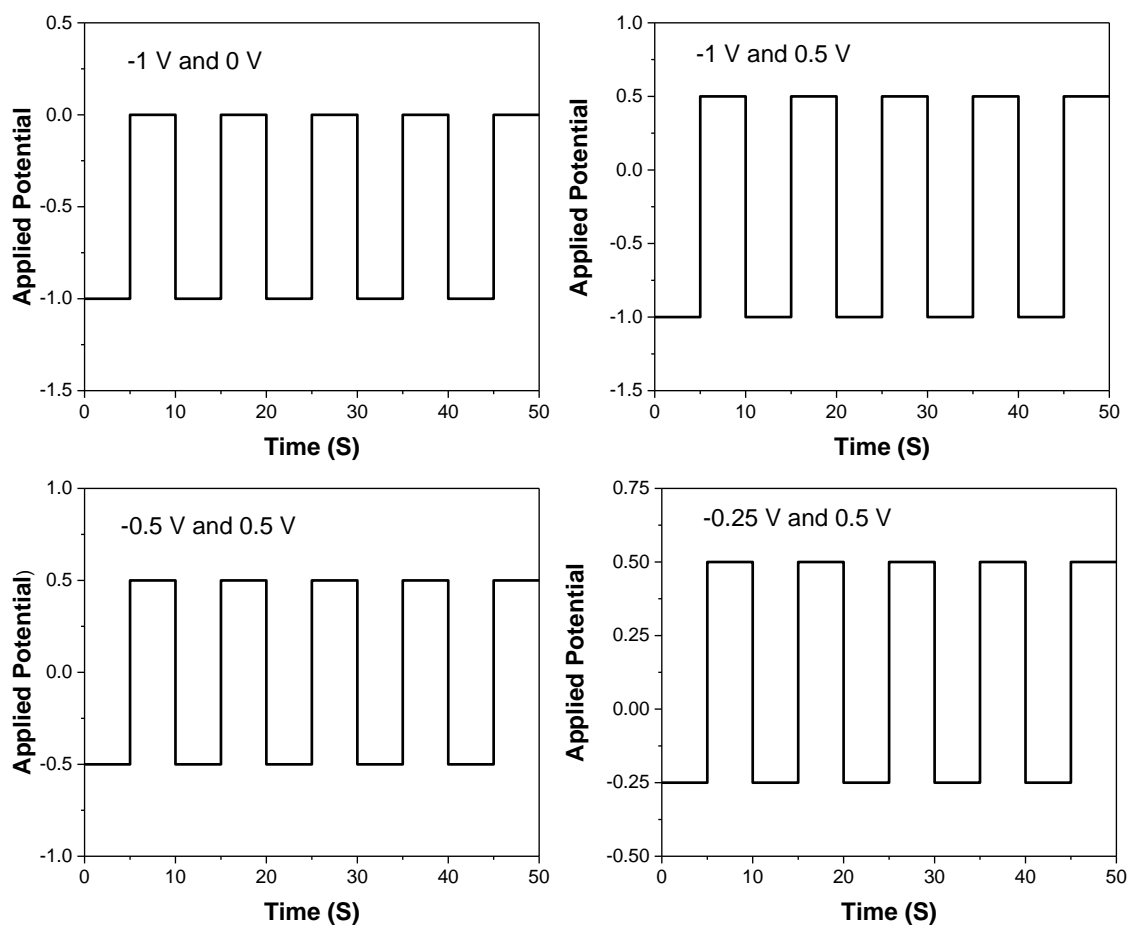 -1 V and 0 V
Applied Potential
0.5
0.0
-0.5
-1.0
-1.5
0 10 20 30 40 50
Time (S)
-1 V and 0.5 V
Applied Potential
1.0
0.5
0.0
-0.5
-1.0
-1.5
0 10 20 30 40 50
Time (S)
-0.5 V and 0.5 V
Applied Potential)
1.0
0.5
0.0
-0.5
-1.0
0 10 20 30 40 50
Time (S)
-0.25 V and 0.5 V
Applied Potential
0.75
0.50
0.25
0.00
-0.25
-0.50
0 10 20 30 40 50
Time (S)